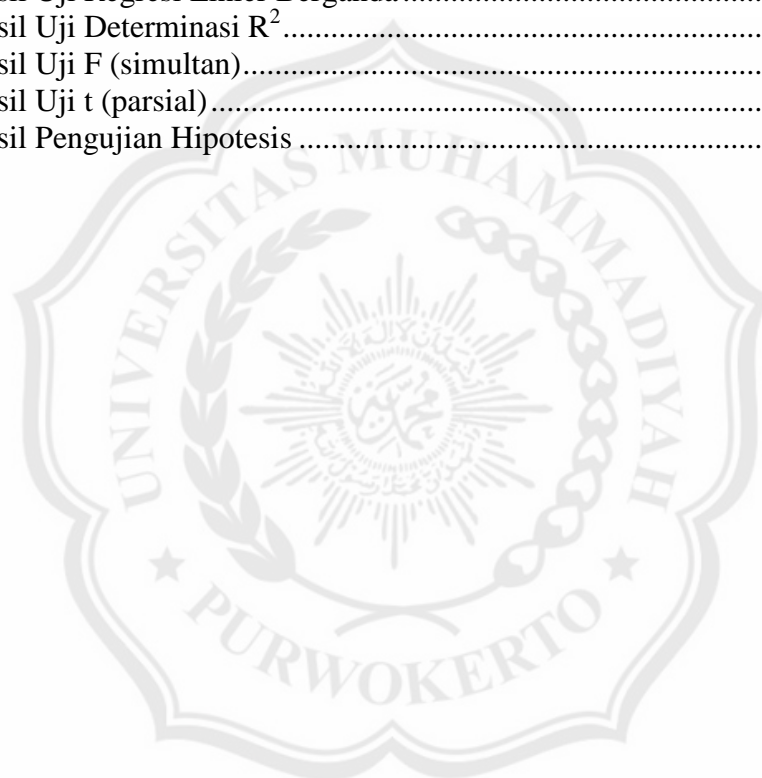 sil Uji Regresi Linier Berganda
sil Uji Determinasi R²
sil Uji F (simultan)
sil Uji t (parsial)
sil Pengujian Hipotesis
UNIVERSITAS MUHAMMADIYAH
PURWOKERTO